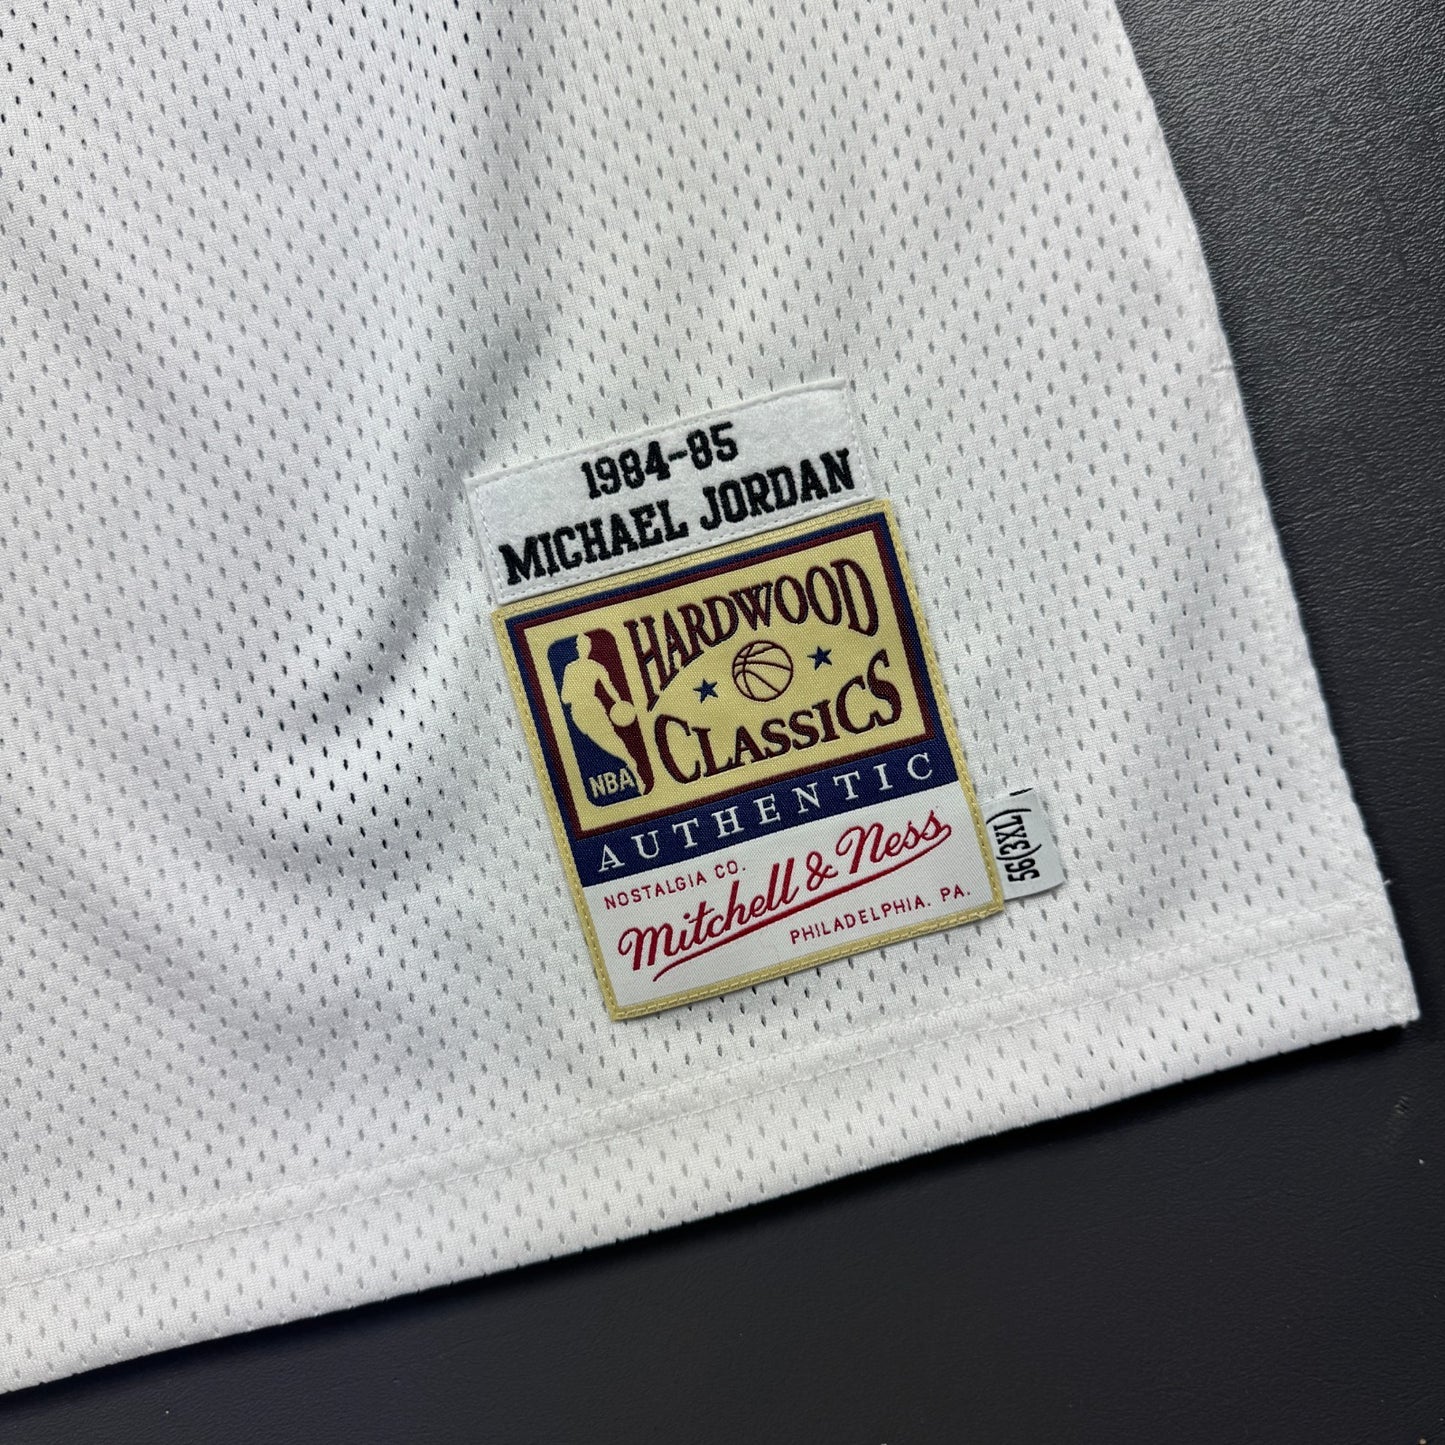 1984-85
MICHAEL JORDAN
HARDWOOD
CLASSICS
NBA
AUTHENTIC
NOSTALGIA CO.
Mitchell & Ness
PHILADELPHIA, PA.
56(3XL)